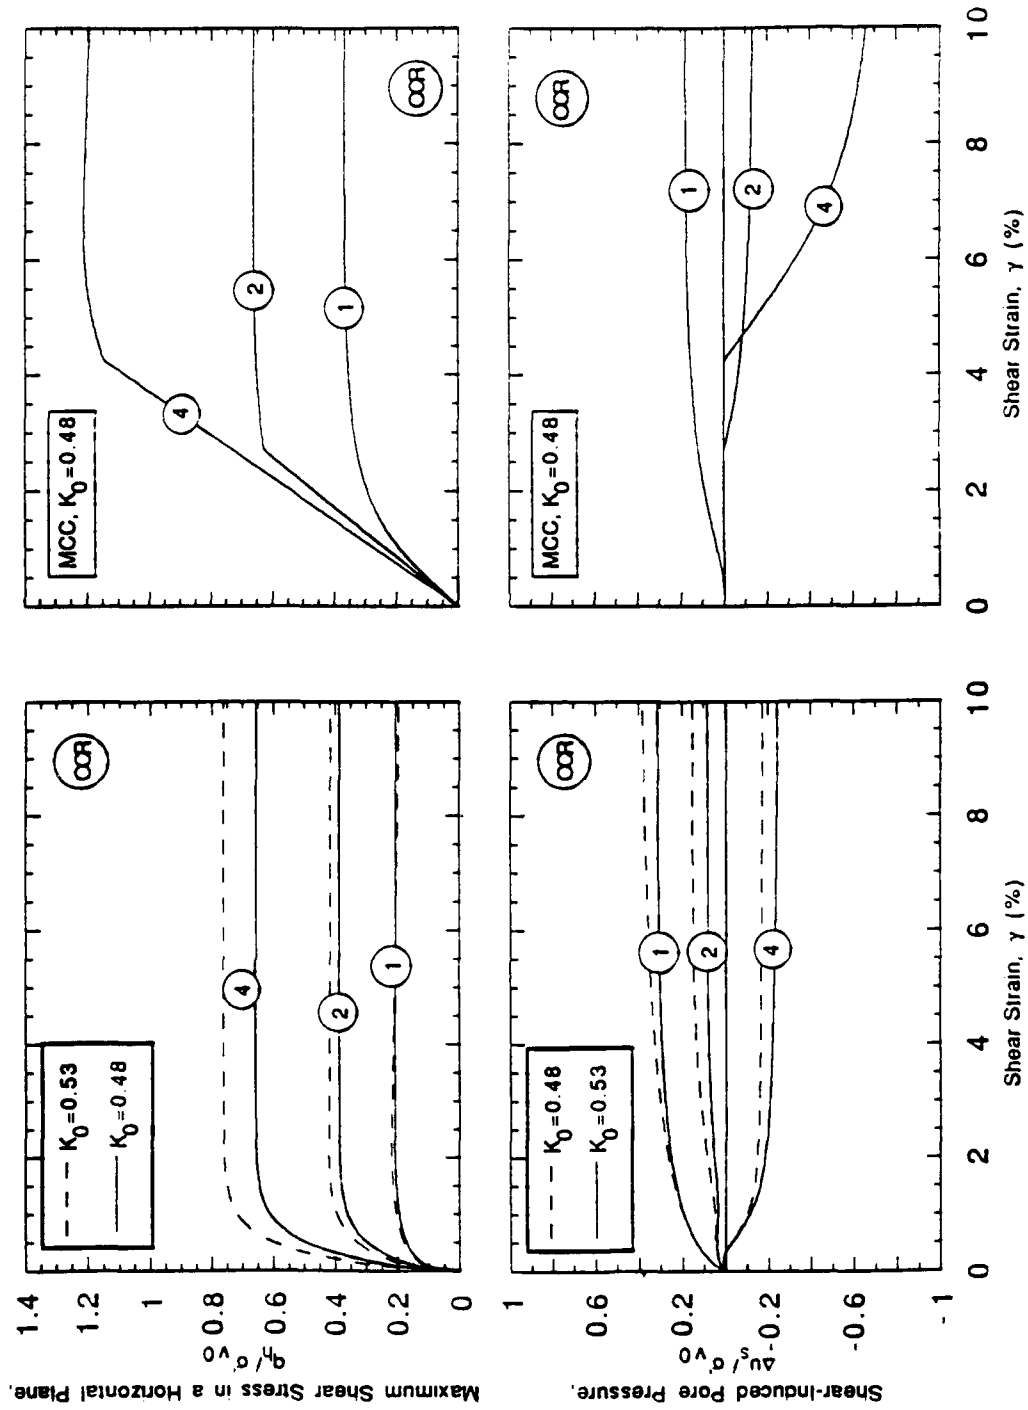 Maximum Shear Stress in a Horizontal Plane,
q_h/σ'_v0
1.4
1.2
1
0.8
0.6
0.4
0.2
0
- - - K_0=0.53
—— K_0=0.48
OCR
4
2
1
MCC, K_0=0.48
OCR
4
2
1
Shear-Induced Pore Pressure,
Δu_s/σ'_v0
1
0.6
0.2
-0.2
-0.6
-1
- - - K_0=0.48
—— K_0=0.53
OCR
1
2
4
0 2 4 6 8 10
Shear Strain, γ (%)
MCC, K_0=0.48
OCR
1
2
4
0 2 4 6 8 10
Shear Strain, γ (%)